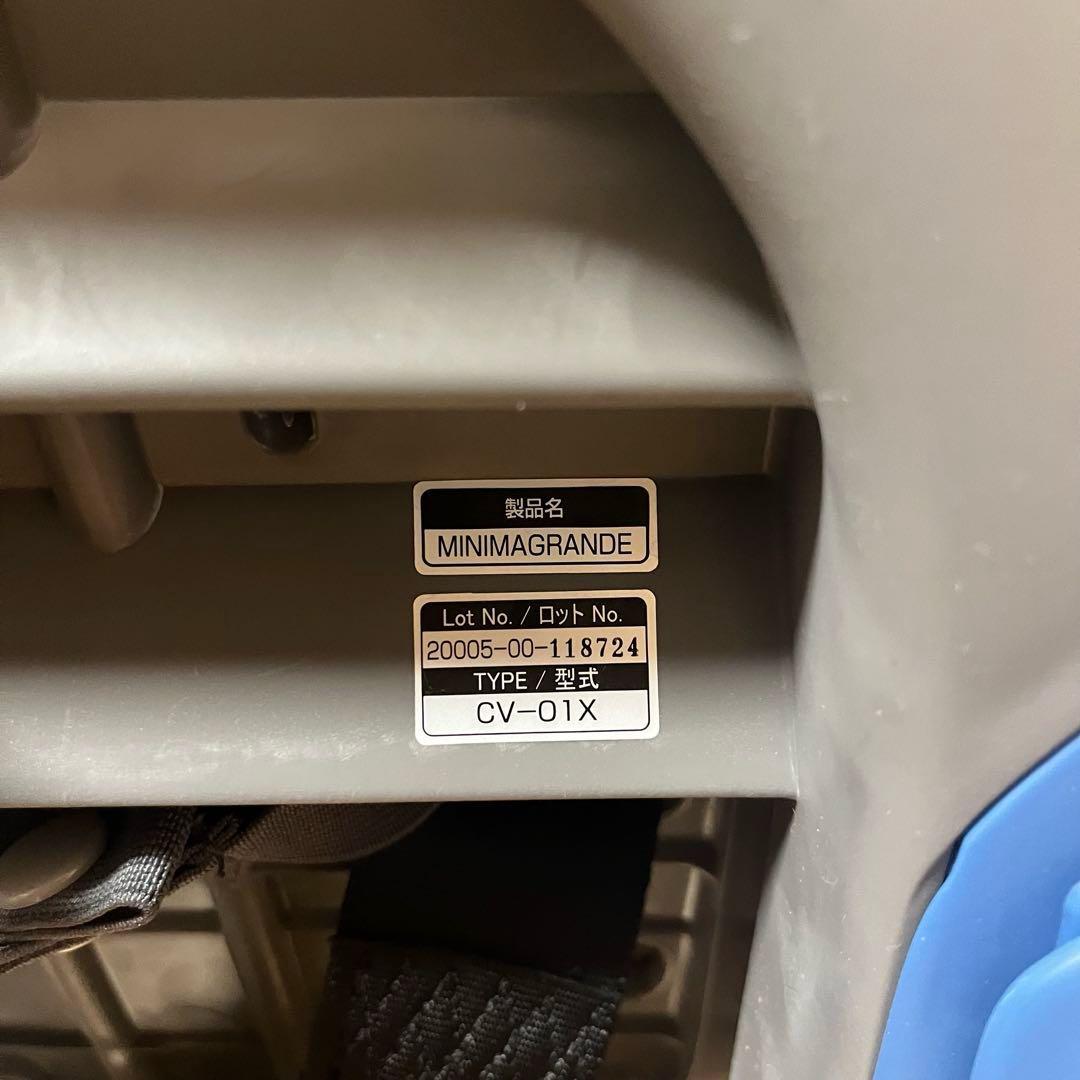 製品名
MINIMAGRANDE
Lot No. / ロット No.
20005-00-118724
TYPE / 型式
CV-01X